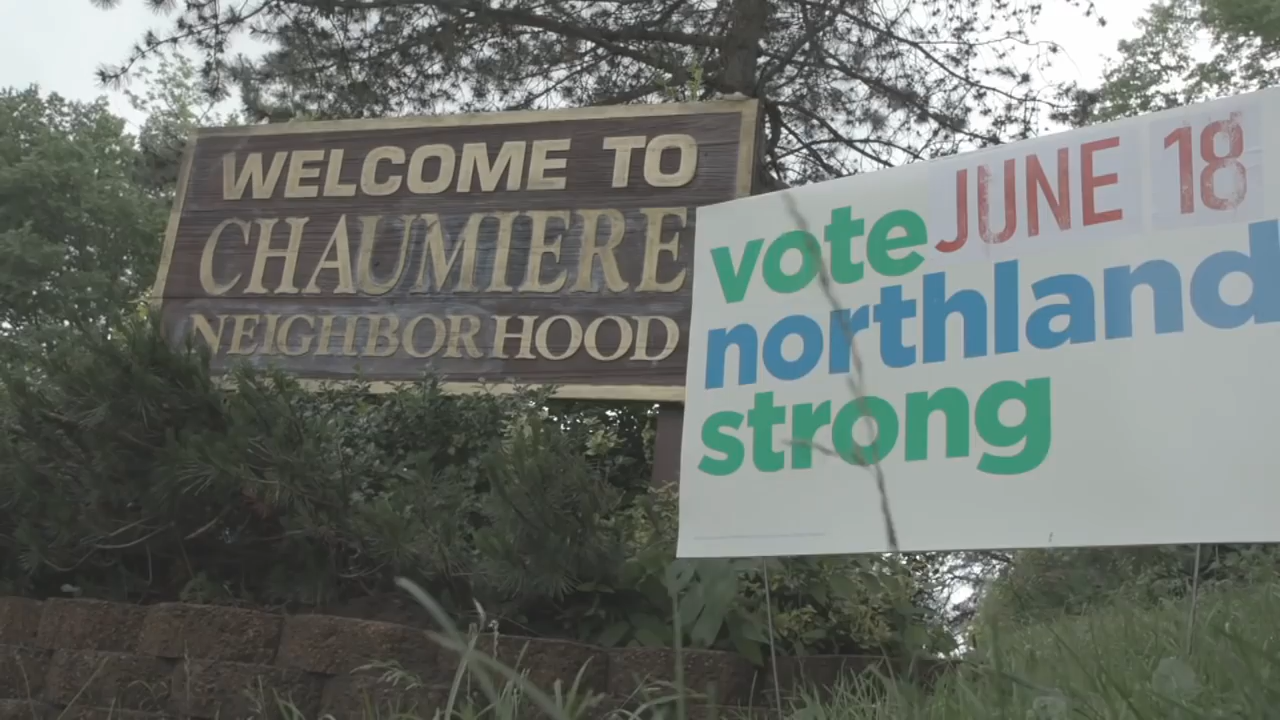 WELCOME TO
CHAUMIERE
NEIGHBORHOOD
vote JUNE 18
northland
strong